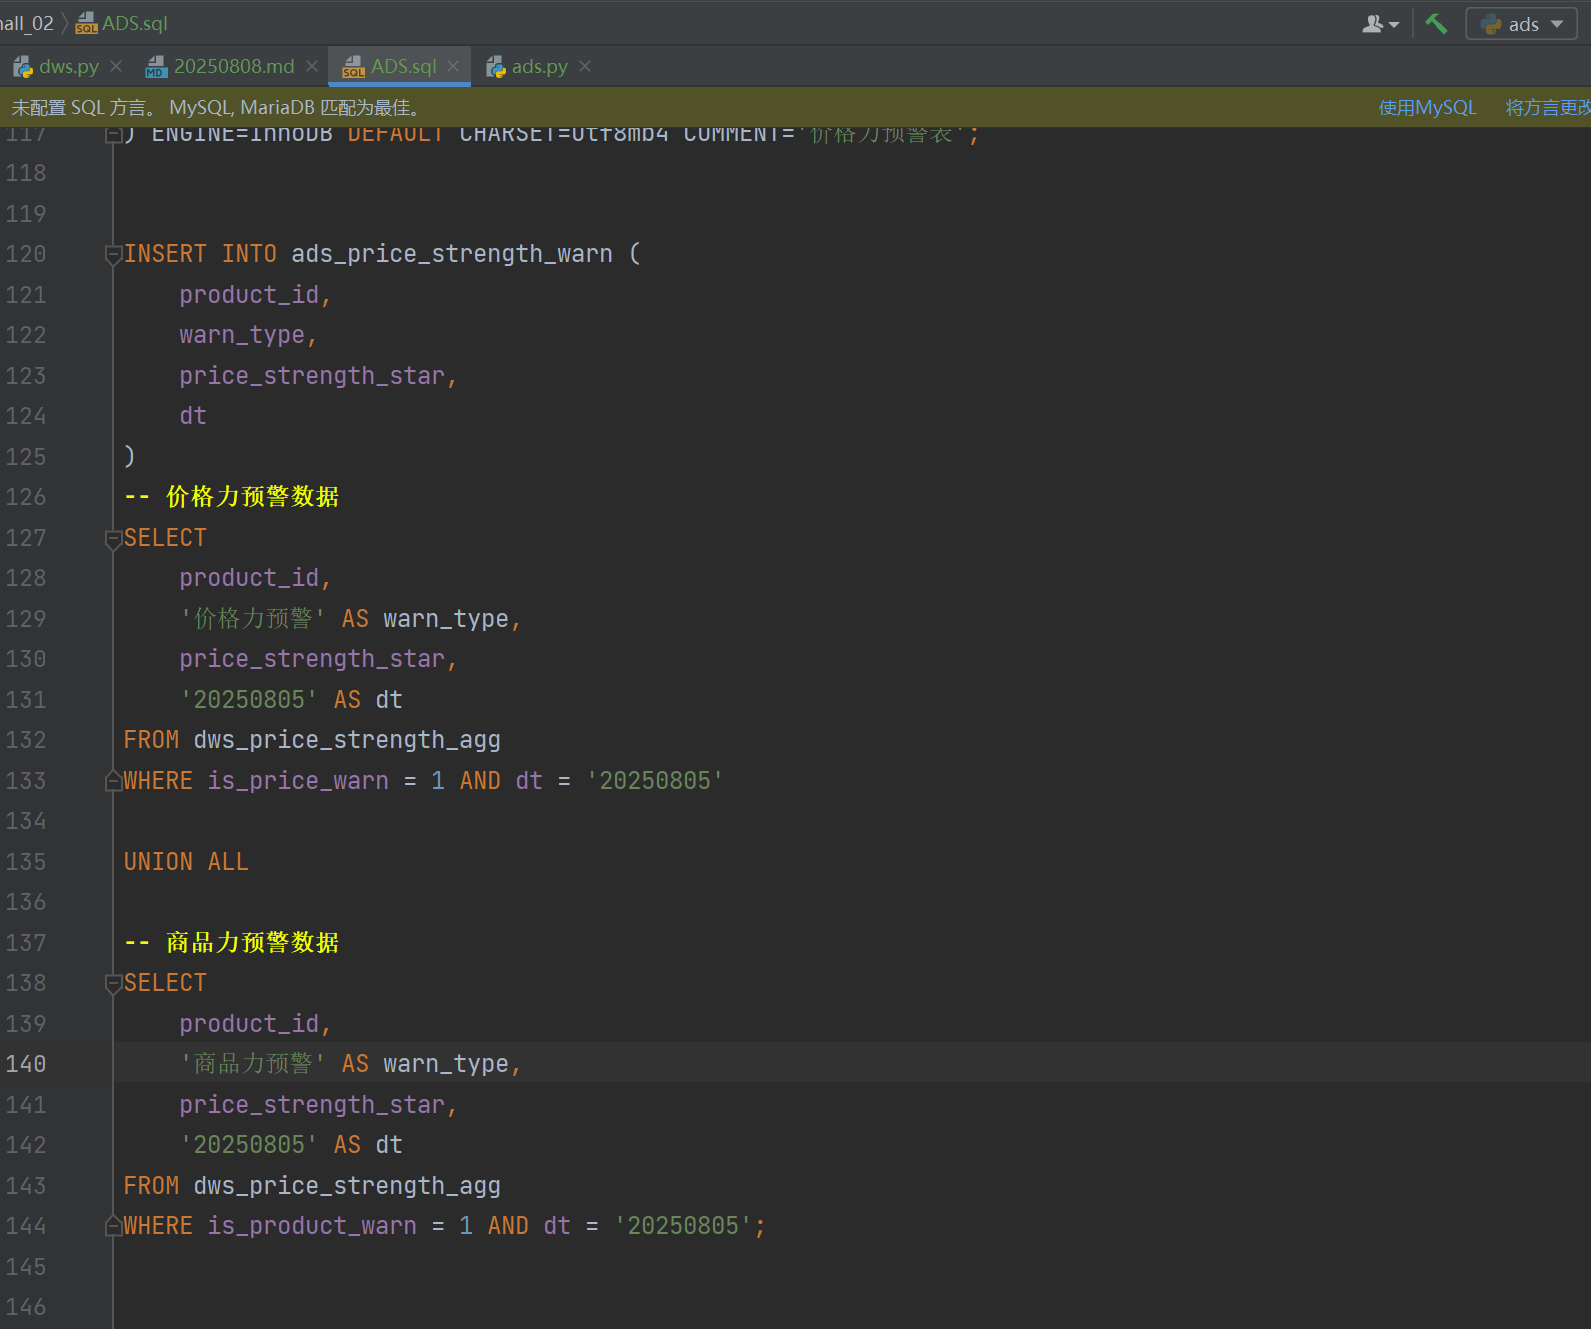 all_02 ADS.sql ads
dws.py 20250808.md ADS.sql ads.py
未配置 SQL 方言。 MySQL, MariaDB 匹配为最佳。 使用MySQL 将方言更改
117 ) ENGINE=InnoDB DEFAULT CHARSET=utf8mb4 COMMENT='价格力预警表';
118
119
120 INSERT INTO ads_price_strength_warn (
121 product_id,
122 warn_type,
123 price_strength_star,
124 dt
125 )
126 -- 价格力预警数据
127 SELECT
128 product_id,
129 '价格力预警' AS warn_type,
130 price_strength_star,
131 '20250805' AS dt
132 FROM dws_price_strength_agg
133 WHERE is_price_warn = 1 AND dt = '20250805'
134
135 UNION ALL
136
137 -- 商品力预警数据
138 SELECT
139 product_id,
140 '商品力预警' AS warn_type,
141 price_strength_star,
142 '20250805' AS dt
143 FROM dws_price_strength_agg
144 WHERE is_product_warn = 1 AND dt = '20250805';
145
146